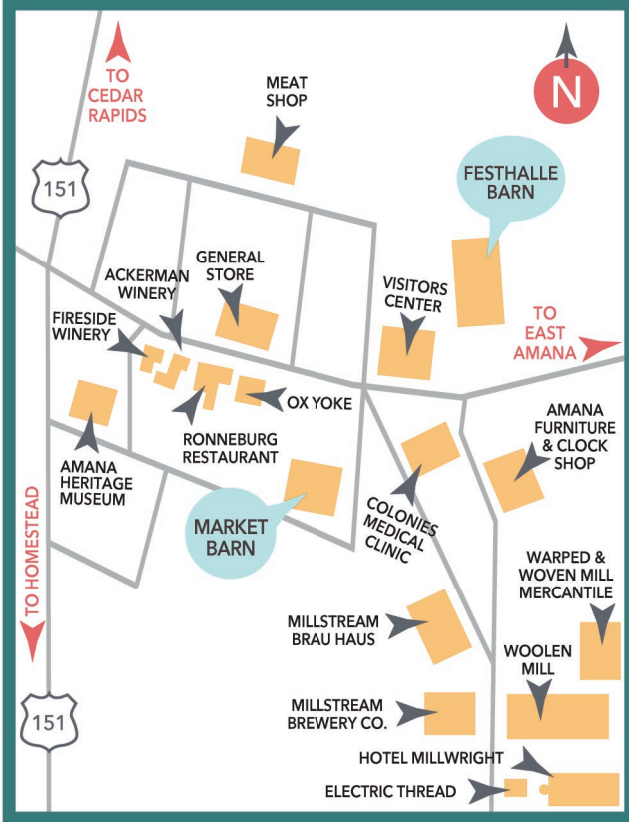 TO
CEDAR
RAPIDS
N
MEAT
SHOP
151
FESTHALLE
BARN
ACKERMAN
WINERY
GENERAL
STORE
VISITORS
CENTER
FIRESIDE
WINERY
TO
EAST
AMANA
OX YOKE
RONNEBURG
RESTAURANT
AMANA
HERITAGE
MUSEUM
AMANA
FURNITURE
& CLOCK
SHOP
MARKET
BARN
COLONIES
MEDICAL
CLINIC
TO HOMESTEAD
WARPED &
WOVEN MILL
MERCANTILE
MILLSTREAM
BRAU HAUS
WOOLEN
MILL
151
MILLSTREAM
BREWERY CO.
HOTEL MILLWRIGHT
ELECTRIC THREAD